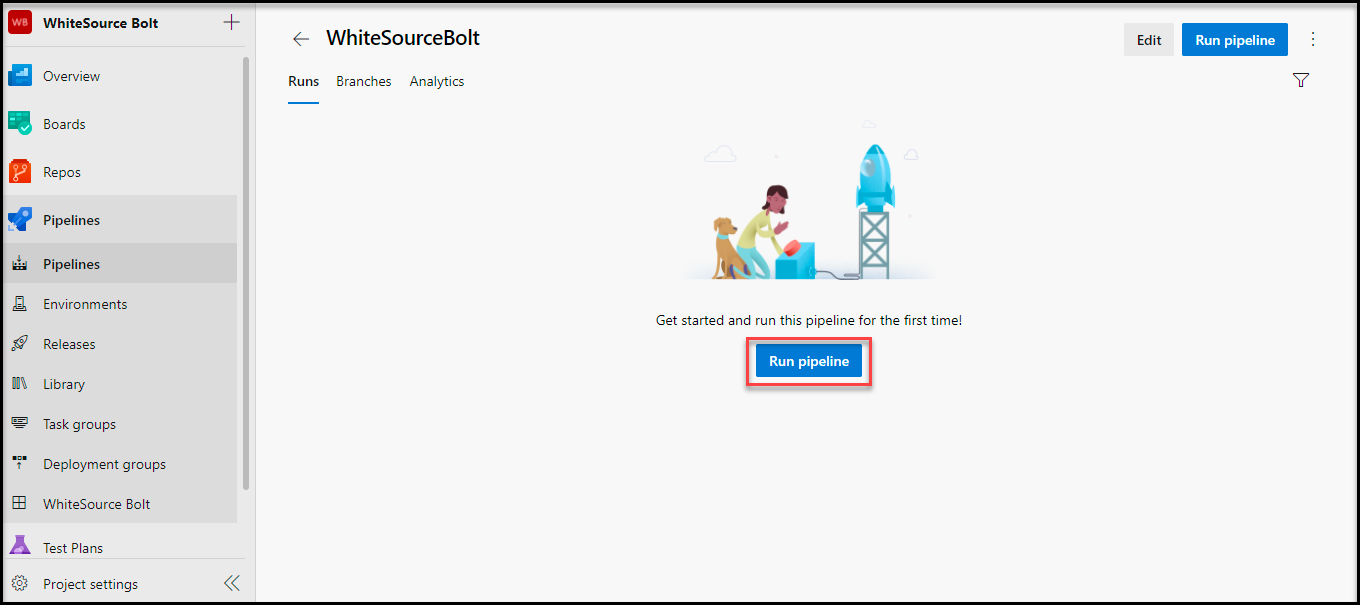 WB WhiteSource Bolt
Overview
Boards
Repos
Pipelines
Pipelines
Environments
Releases
Library
Task groups
Deployment groups
WhiteSource Bolt
Test Plans
Project settings
WhiteSourceBolt
Edit
Run pipeline
Runs Branches Analytics
Get started and run this pipeline for the first time!
Run pipeline